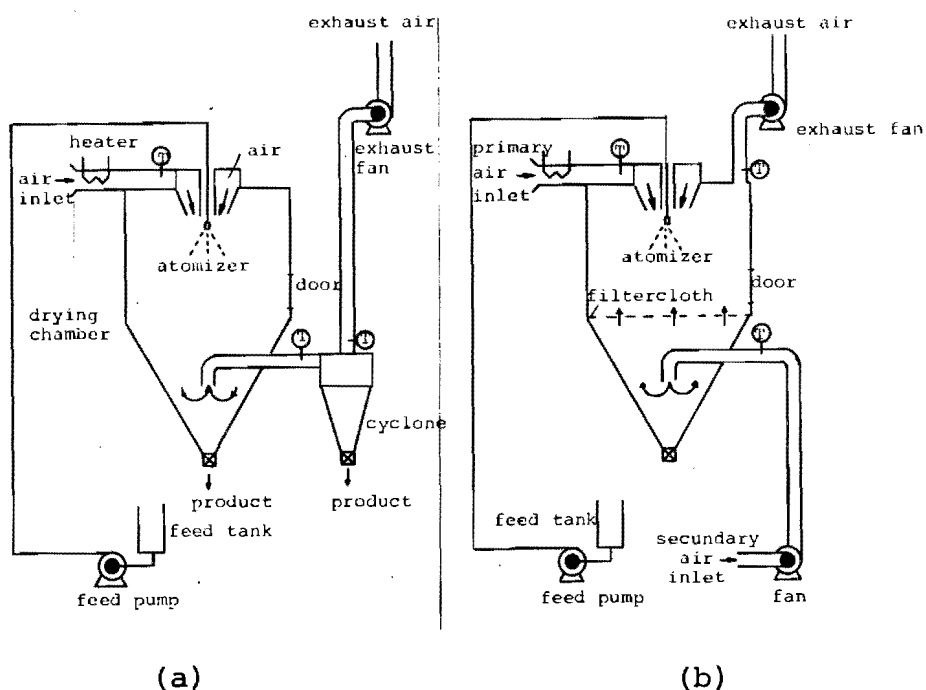 exhaust air
heater
air
exhaust
fan
air
inlet
atomizer
door
drying
chamber
cyclone
product
product
feed tank
feed pump
(a)
exhaust air
exhaust fan
primary
air
inlet
atomizer
door
filtercloth
feed tank
secundary
air
inlet
feed pump
fan
(b)
T
T
T
T
T
T